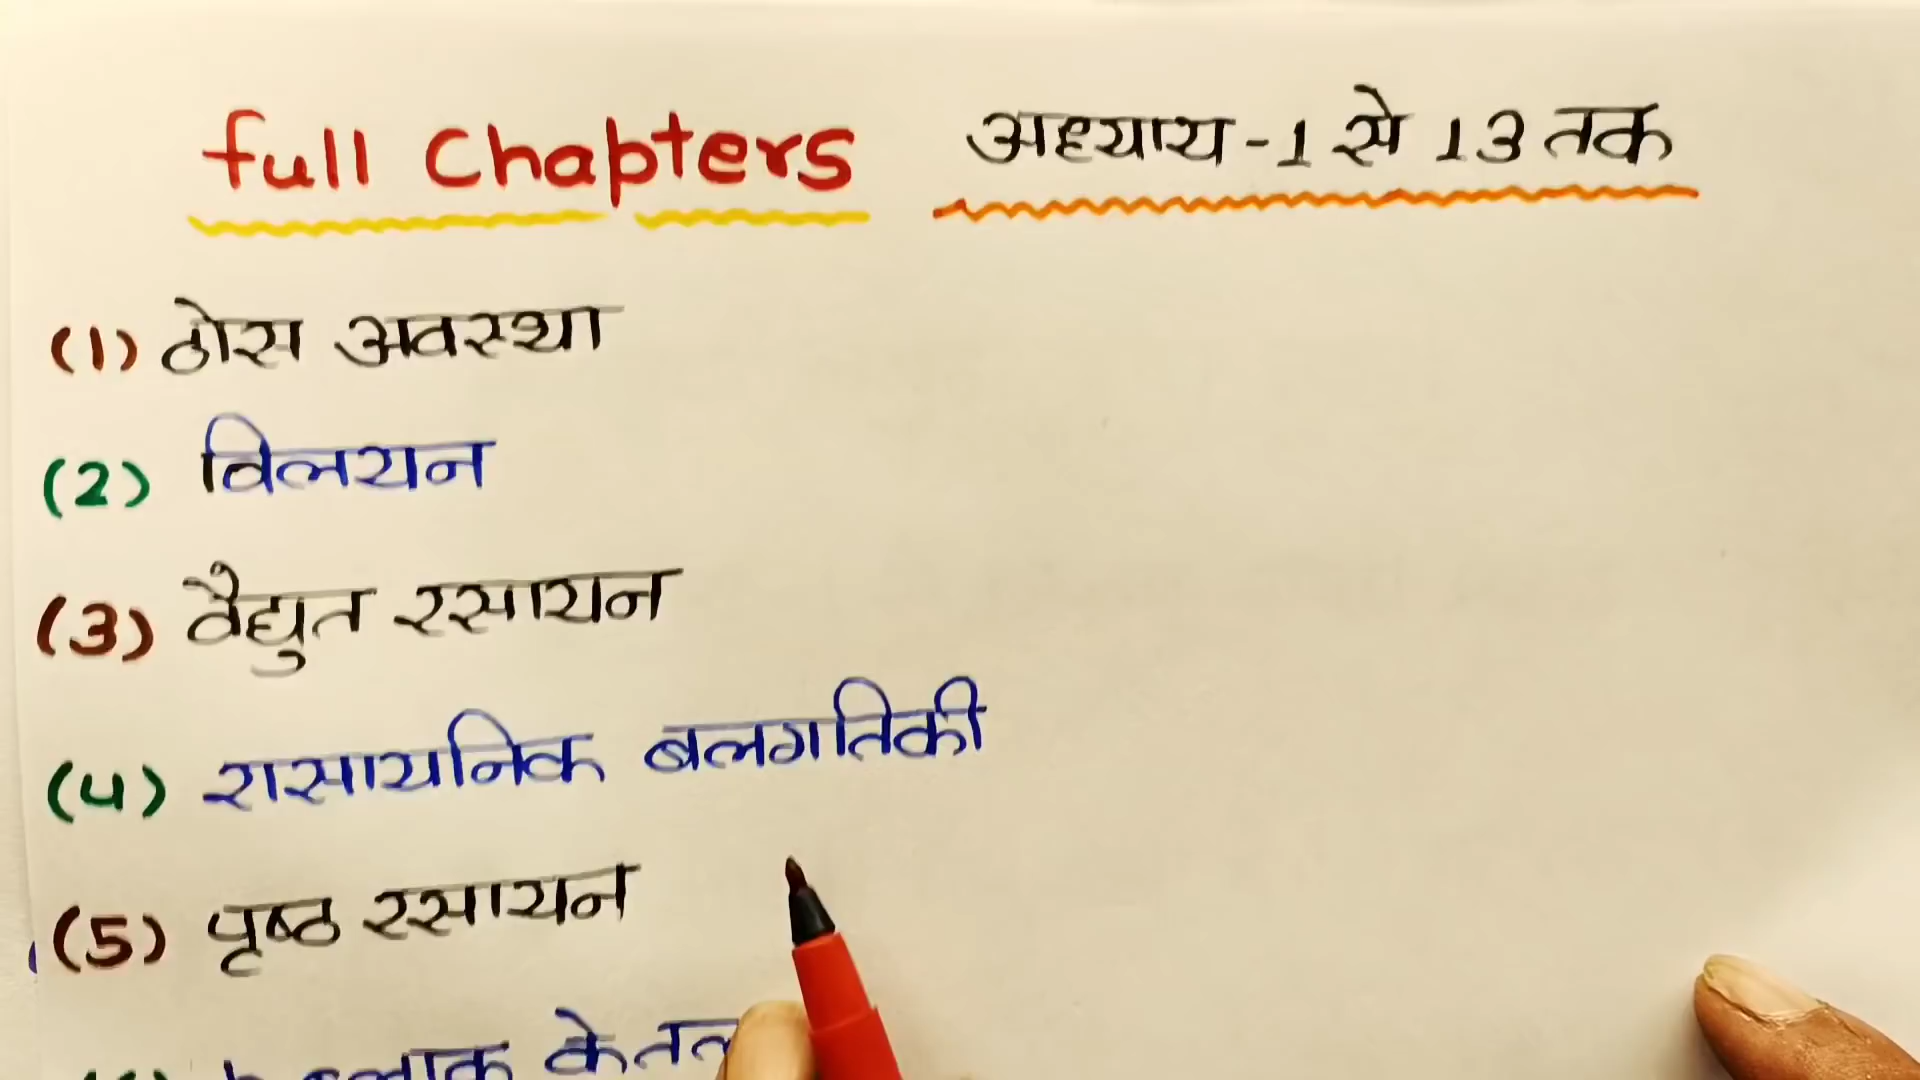 full Chapters अध्याय-1 से 13 तक
(1) ठोस अवस्था
(2) विलयन
(3) वैद्युत रसायन
(4) रासायनिक बलगतिकी
(5) पृष्ठ रसायन
ब्लाक के